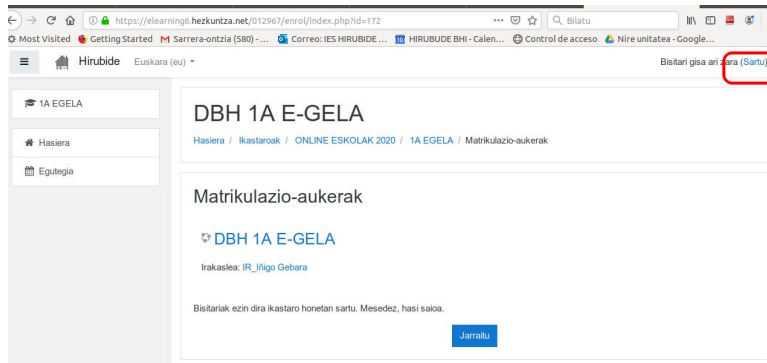 https://elearning6.hezkuntza.net/012967/enrol/index.php?id=172
Bilatu
Most Visited Getting Started Sarrera-ontzia (580) - ... Correo: IES HIRUBIDE ... HIRUBUDE BHI - Calen... Control de acceso Nire unitatea - Google...
Hirubide Euskara (eu)
Bisitari gisa ari zara (Sartu)
1A EGELA
Hasiera
Egutegia
DBH 1A E-GELA
Hasiera / Ikastaroak / ONLINE ESKOLAK 2020 / 1A EGELA / Matrikulazio-aukerak
Matrikulazio-aukerak
DBH 1A E-GELA
Irakaslea: IR_Iñigo Gebara
Bisitariak ezin dira ikastaro honetan sartu. Mesedez, hasi saioa.
Jarraitu